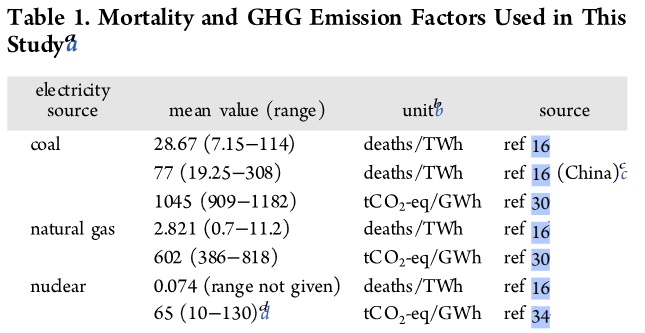 Table 1. Mortality and GHG Emission Factors Used in This
Study^a
electricity
source mean value (range) unit^b source
coal 28.67 (7.15−114) deaths/TWh ref 16
77 (19.25−308) deaths/TWh ref 16 (China)^c
1045 (909−1182) tCO₂-eq/GWh ref 30
natural gas 2.821 (0.7−11.2) deaths/TWh ref 16
602 (386−818) tCO₂-eq/GWh ref 30
nuclear 0.074 (range not given) deaths/TWh ref 16
65 (10−130)^d tCO₂-eq/GWh ref 34